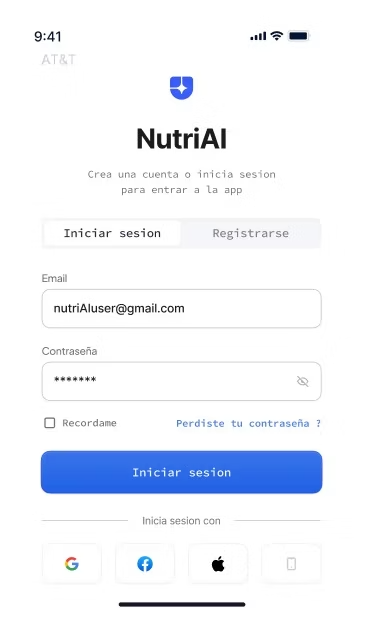 9:41
AT&T
NutriAI
Crea una cuenta o inicia sesion
para entrar a la app
Iniciar sesion
Registrarse
Email
nutriAIuser@gmail.com
Contraseña
*******
Recordame
Perdiste tu contraseña ?
Iniciar sesion
Inicia sesion con